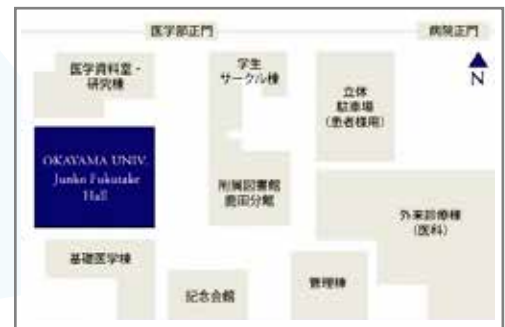 医学部正門
病院正門
医学資料室・
研究棟
学生
サークル棟
立体
駐車場
(患者様用)
N
OKAYAMA UNIV.
Junko Fukutake
Hall
附属図書館
鹿田分館
外来診療棟
(医科)
基礎医学棟
記念会館
管理棟